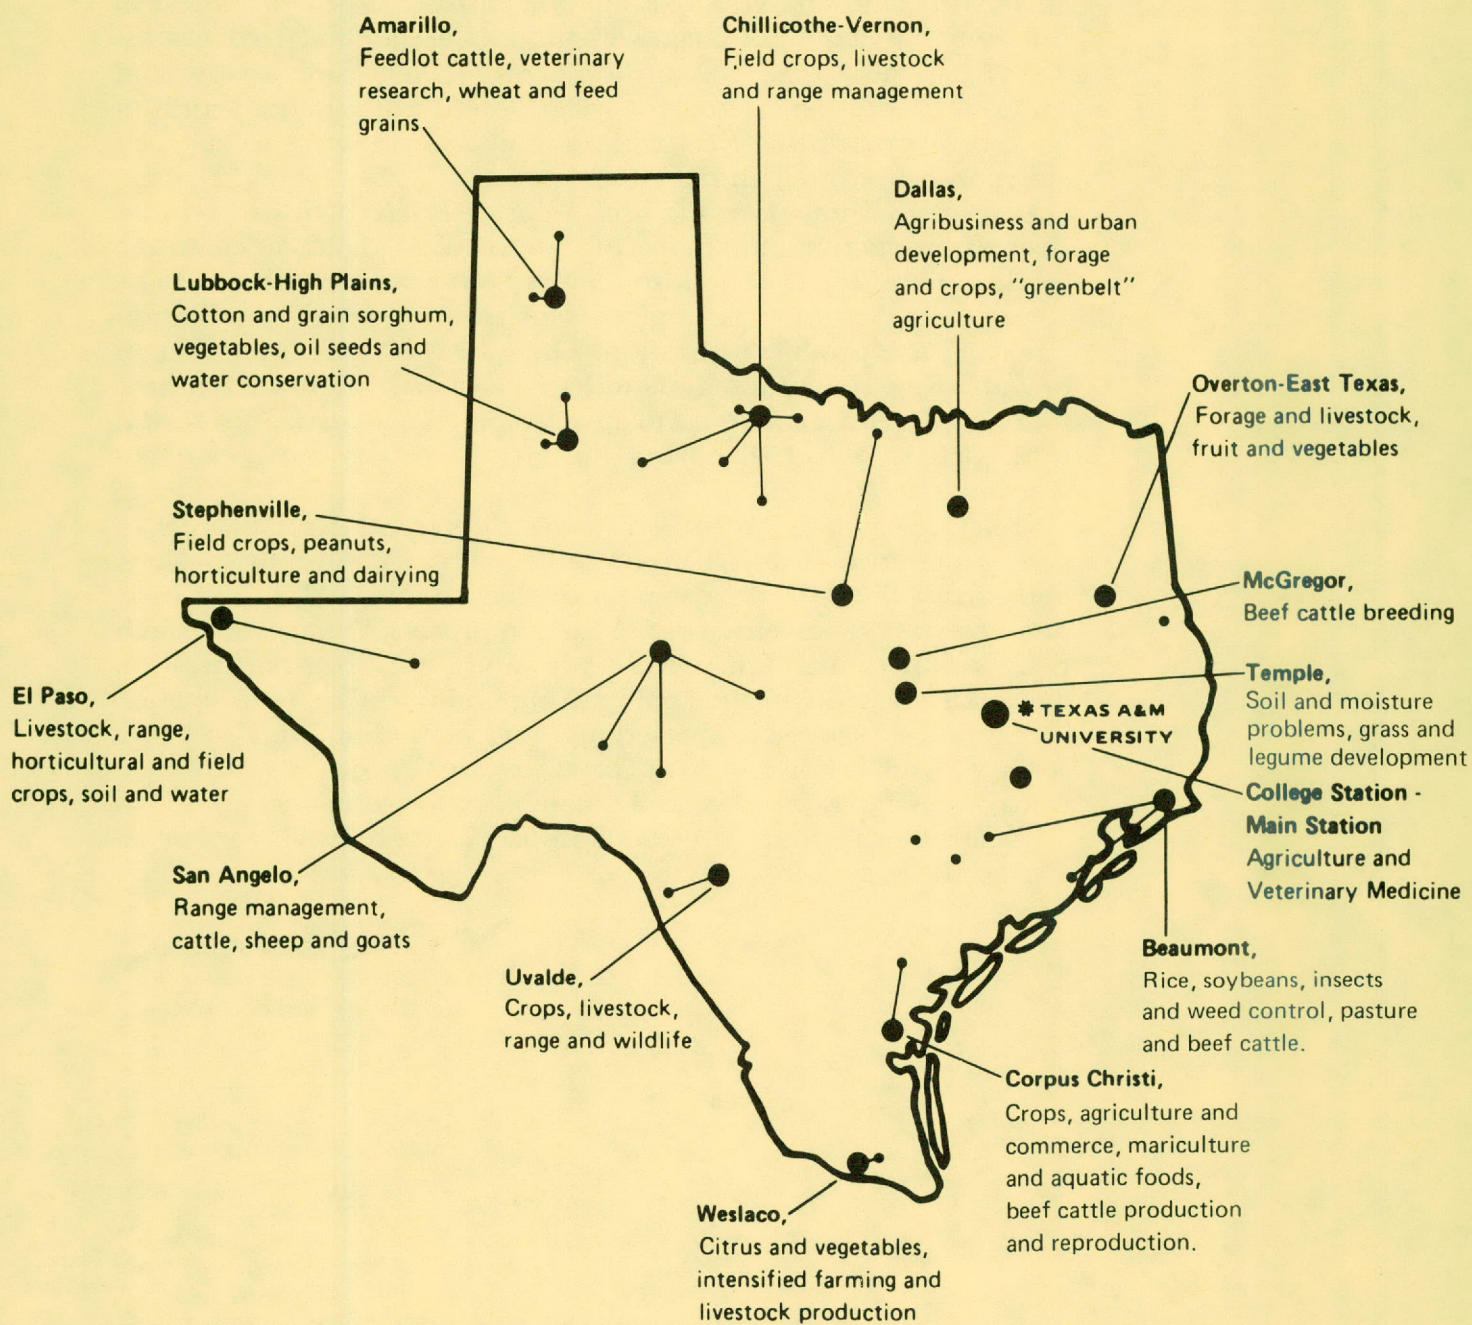 Amarillo,
Feedlot cattle, veterinary
research, wheat and feed
grains
Chillicothe-Vernon,
Field crops, livestock
and range management
Dallas,
Agribusiness and urban
development, forage
and crops, "greenbelt"
agriculture
Lubbock-High Plains,
Cotton and grain sorghum,
vegetables, oil seeds and
water conservation
Overton-East Texas,
Forage and livestock,
fruit and vegetables
Stephenville,
Field crops, peanuts,
horticulture and dairying
McGregor,
Beef cattle breeding
El Paso,
Livestock, range,
horticultural and field
crops, soil and water
Temple,
Soil and moisture
problems, grass and
legume development
* TEXAS A&M
UNIVERSITY
College Station -
Main Station
Agriculture and
Veterinary Medicine
San Angelo,
Range management,
cattle, sheep and goats
Uvalde,
Crops, livestock,
range and wildlife
Beaumont,
Rice, soybeans, insects
and weed control, pasture
and beef cattle.
Corpus Christi,
Crops, agriculture and
commerce, mariculture
and aquatic foods,
beef cattle production
and reproduction.
Weslaco,
Citrus and vegetables,
intensified farming and
livestock production